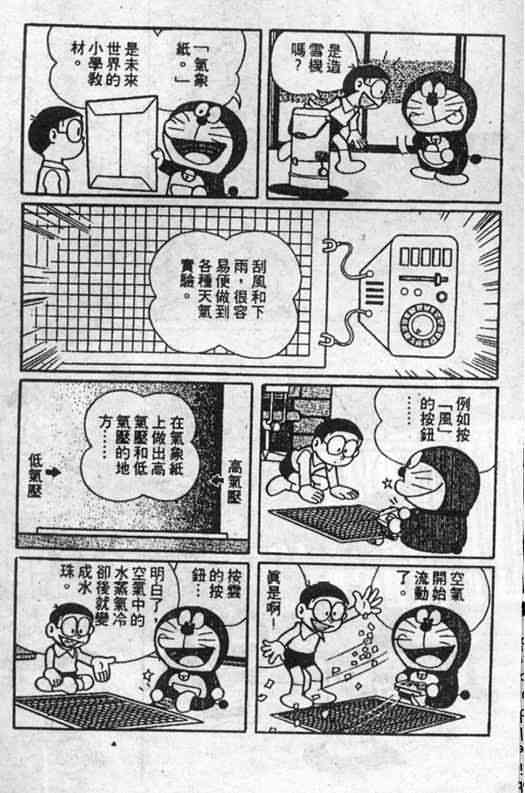 是造
雪機
嗎？
「氣象
紙。」
是未來
世界的
小學教
材。
刮風和下
雨，很容
易便做到
各種天氣
實驗。
例如按
「風」
的按鈕
……
在氣象紙
上做出高
氣壓和低
氣壓的地
方……
高氣壓
低氣壓
空氣
開始
流動
了。
眞是啊！
按雲
的按
鈕…
明白了，
空氣中的
水蒸氣冷
卻後就變
成水
珠。